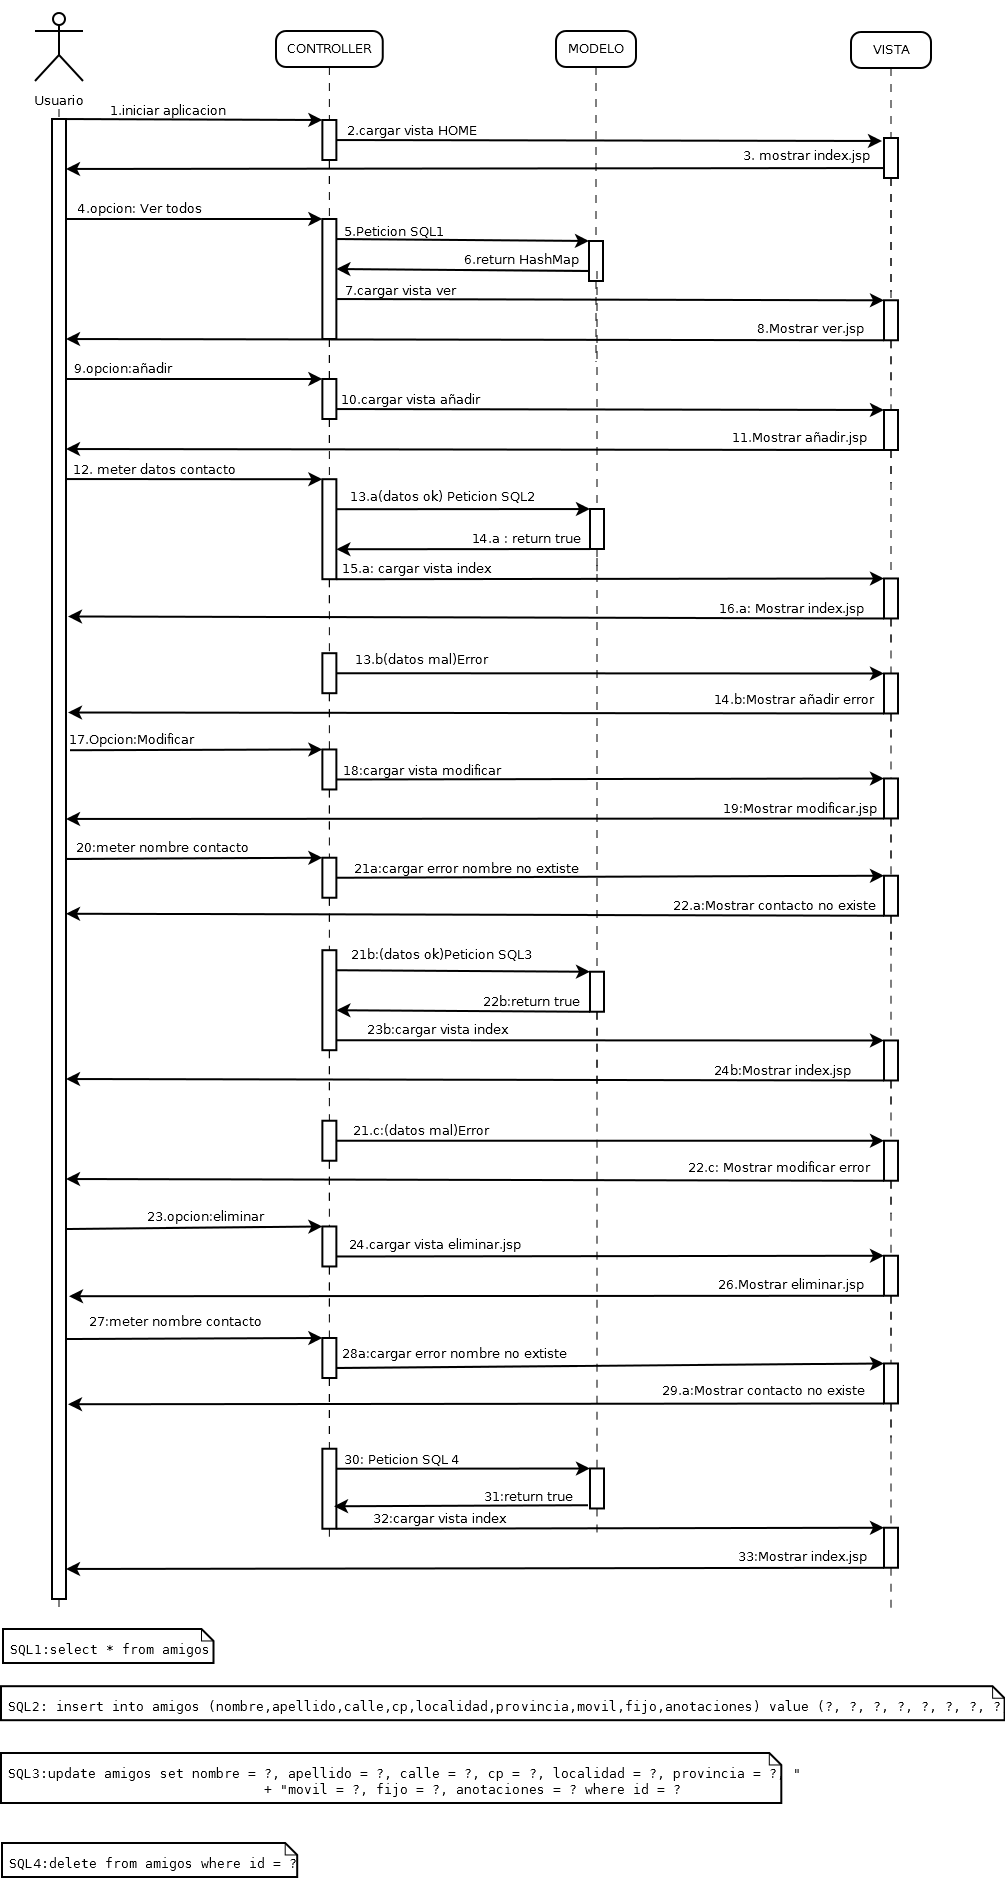 CONTROLLER
MODELO
VISTA
Usuario
1.iniciar aplicacion
2.cargar vista HOME
3. mostrar index.jsp
4.opcion: Ver todos
5.Peticion SQL1
6.return HashMap
7.cargar vista ver
8.Mostrar ver.jsp
9.opcion:añadir
10.cargar vista añadir
11.Mostrar añadir.jsp
12. meter datos contacto
13.a(datos ok) Peticion SQL2
14.a : return true
15.a: cargar vista index
16.a: Mostrar index.jsp
13.b(datos mal)Error
14.b:Mostrar añadir error
17.Opcion:Modificar
18:cargar vista modificar
19:Mostrar modificar.jsp
20:meter nombre contacto
21a:cargar error nombre no extiste
22.a:Mostrar contacto no existe
21b:(datos ok)Peticion SQL3
22b:return true
23b:cargar vista index
24b:Mostrar index.jsp
21.c:(datos mal)Error
22.c: Mostrar modificar error
23.opcion:eliminar
24.cargar vista eliminar.jsp
26.Mostrar eliminar.jsp
27:meter nombre contacto
28a:cargar error nombre no extiste
29.a:Mostrar contacto no existe
30: Peticion SQL 4
31:return true
32:cargar vista index
33:Mostrar index.jsp
SQL1:select * from amigos
SQL2: insert into amigos (nombre,apellido,calle,cp,localidad,provincia,movil,fijo,anotaciones) value (?, ?, ?, ?, ?, ?, ?, ?
SQL3:update amigos set nombre = ?, apellido = ?, calle = ?, cp = ?, localidad = ?, provincia = ?, "
+ "movil = ?, fijo = ?, anotaciones = ? where id = ?
SQL4:delete from amigos where id = ?